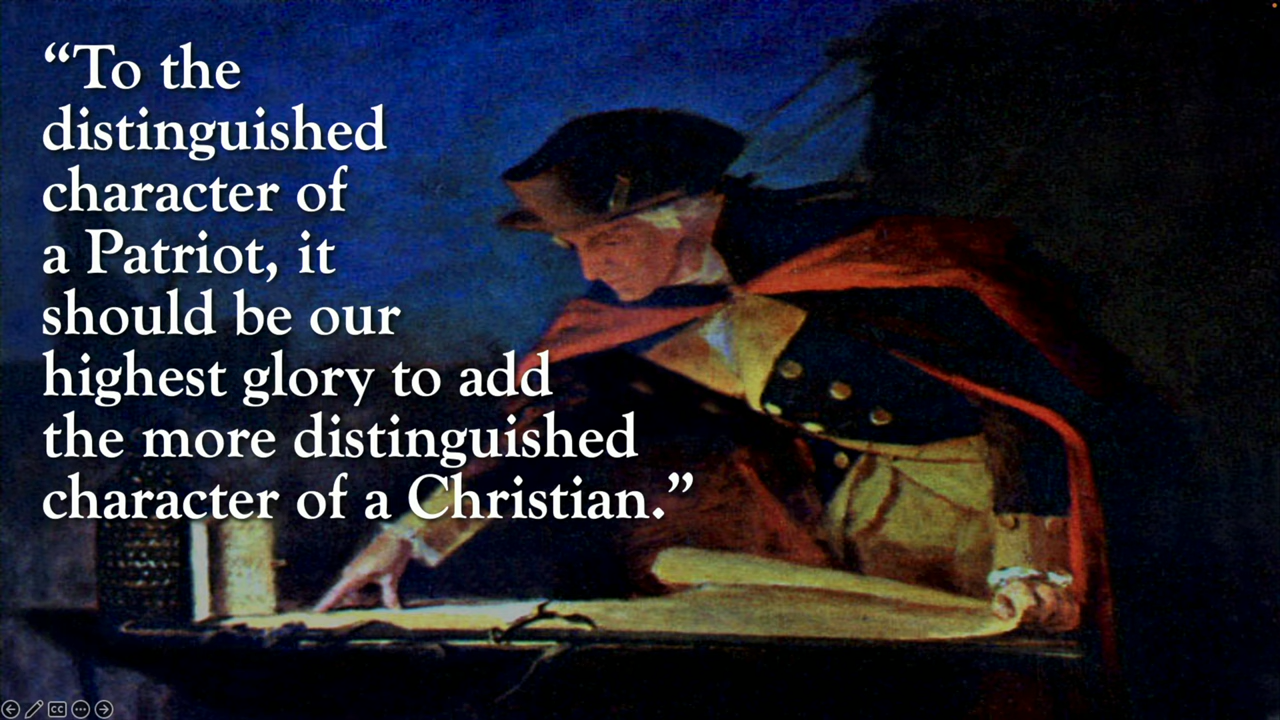 “To the
distinguished
character of
a Patriot, it
should be our
highest glory to add
the more distinguished
character of a Christian.”
CC